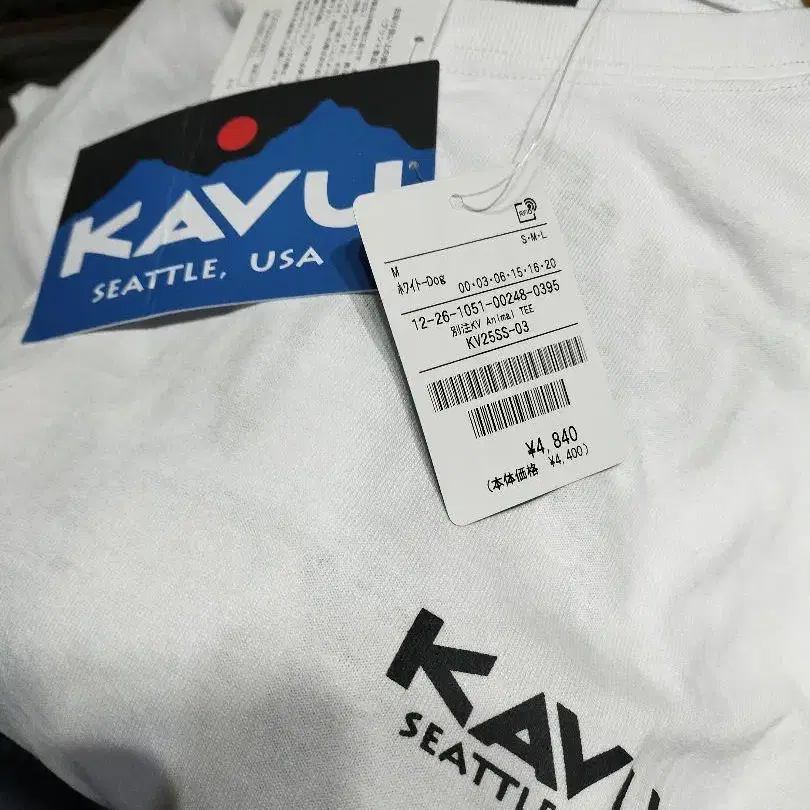 KAVU
SEATTLE, USA
RFID
M
S・M・L
ホワイト-Dog
00・03・06・15・16・20
12-26-1051-00248-0395
別注KV Animal TEE
KV25SS-03
¥4,840
(本体価格 ¥4,400)
KAVU
SEATTLE